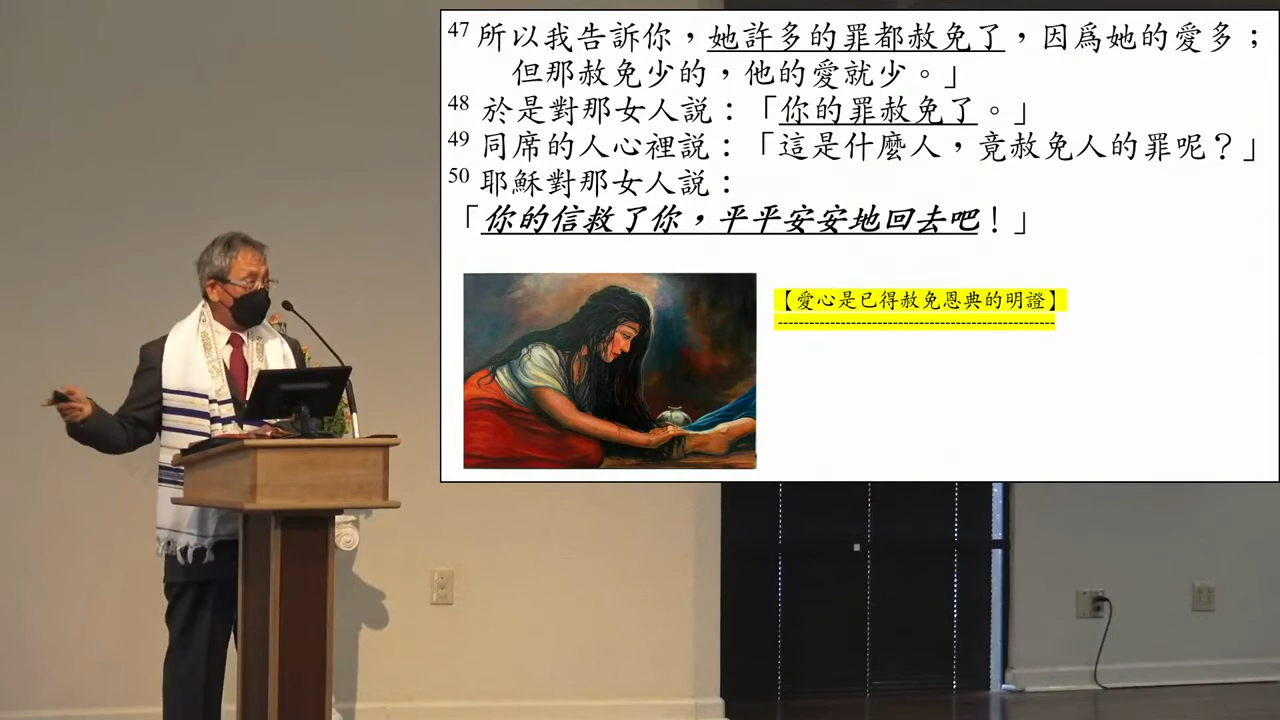 47 所以我告訴你，她許多的罪都赦免了，因爲她的愛多；
但那赦免少的，他的愛就少。」
48 於是對那女人説：「你的罪赦免了。」
49 同席的人心裡説：「這是什麼人，竟赦免人的罪呢？」
50 耶穌對那女人説：
「你的信救了你，平平安安地回去吧！」
【愛心是已得赦免恩典的明證】